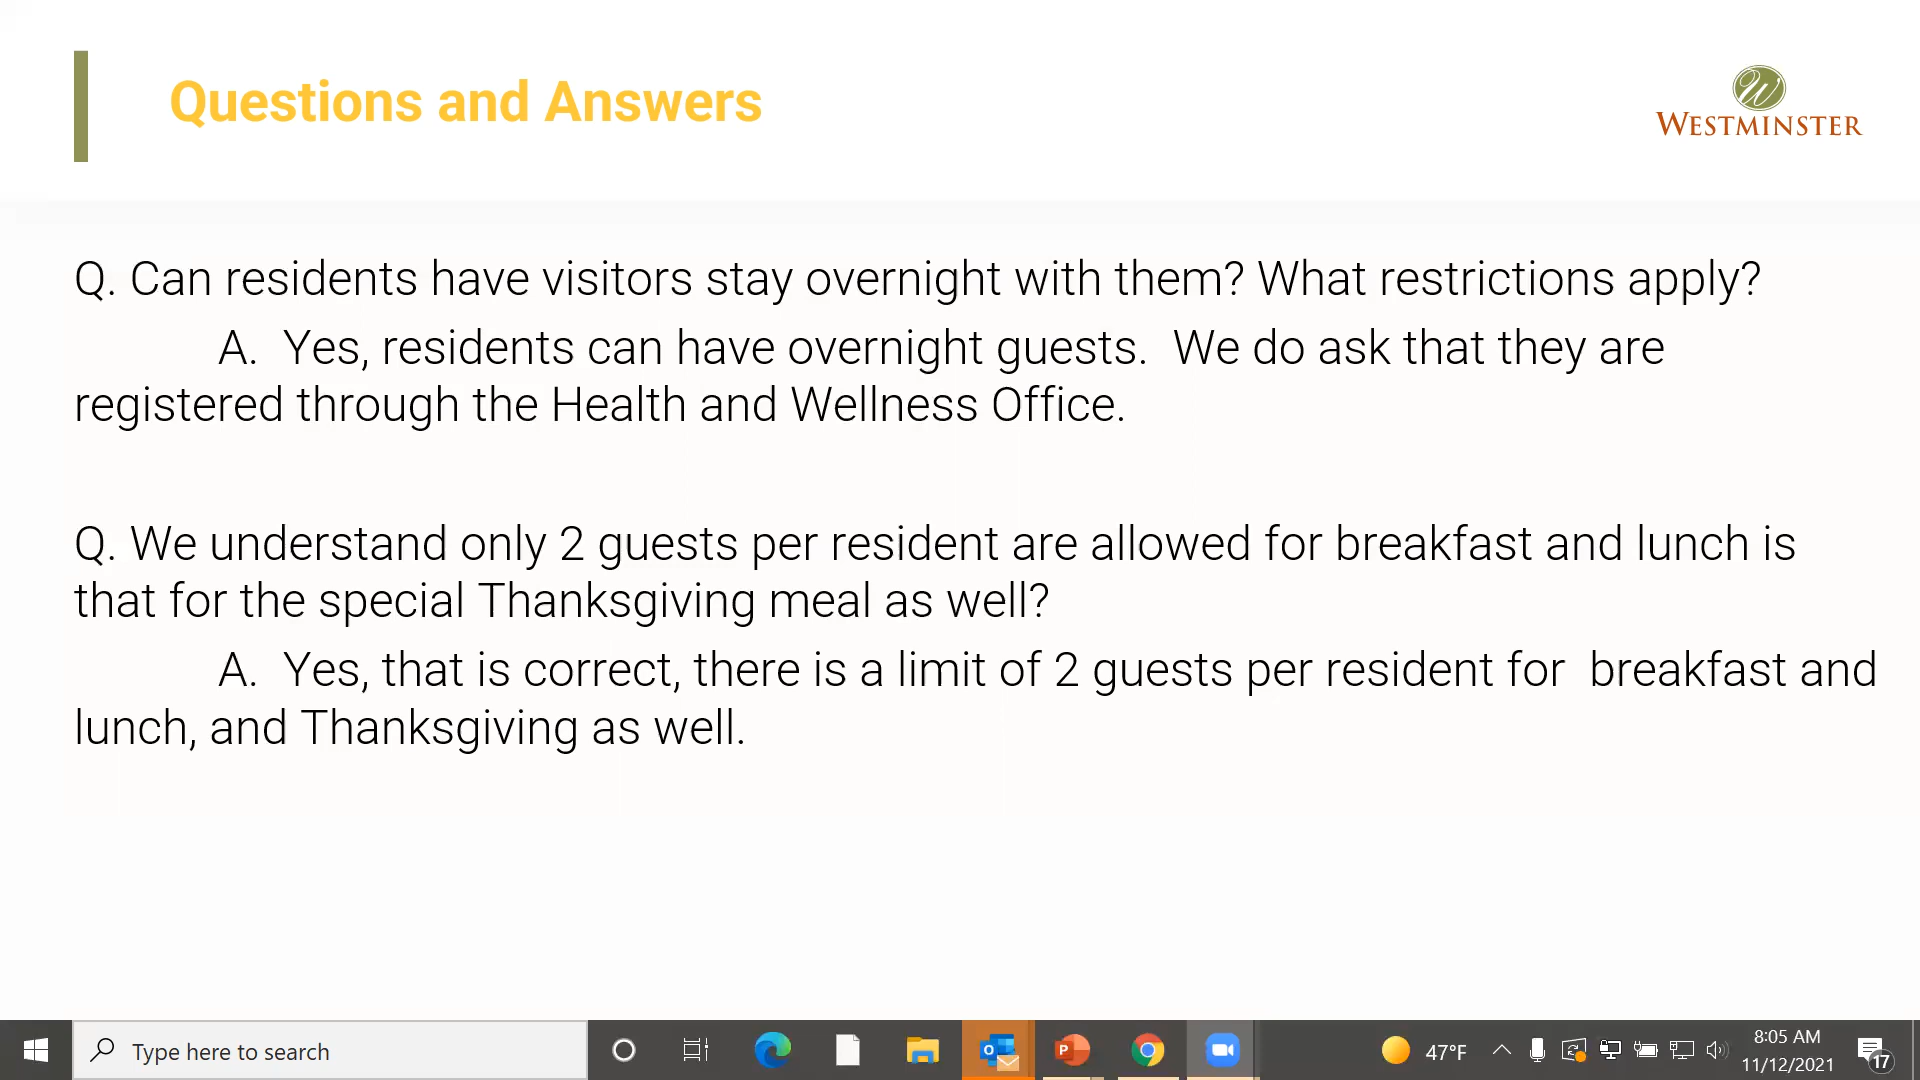 Questions and Answers
W
WESTMINSTER
Q. Can residents have visitors stay overnight with them? What restrictions apply?
A.  Yes, residents can have overnight guests.  We do ask that they are
registered through the Health and Wellness Office.
Q. We understand only 2 guests per resident are allowed for breakfast and lunch is
that for the special Thanksgiving meal as well?
A.  Yes, that is correct, there is a limit of 2 guests per resident for  breakfast and
lunch, and Thanksgiving as well.
Type here to search
O
P
47°F
8:05 AM
11/12/2021
17